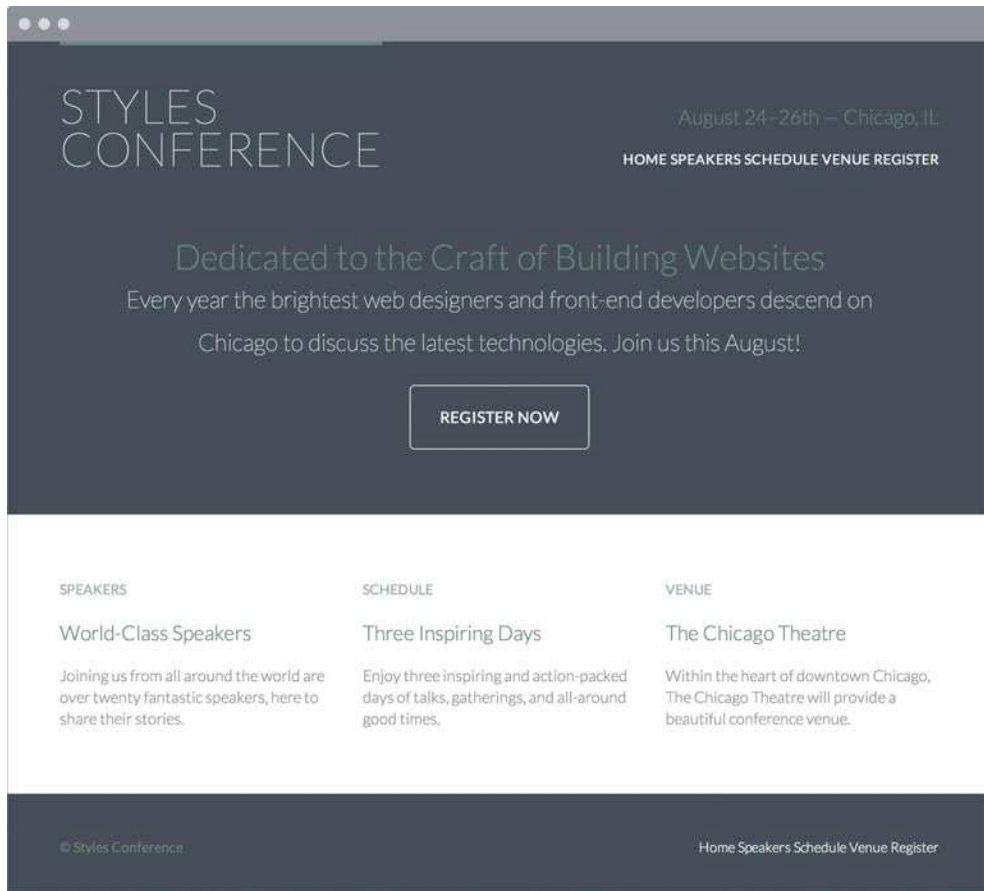 STYLES
CONFERENCE
August 24–26th — Chicago, IL
HOME SPEAKERS SCHEDULE VENUE REGISTER
Dedicated to the Craft of Building Websites
Every year the brightest web designers and front-end developers descend on
Chicago to discuss the latest technologies. Join us this August!
REGISTER NOW
SPEAKERS
World-Class Speakers
Joining us from all around the world are
over twenty fantastic speakers, here to
share their stories.
SCHEDULE
Three Inspiring Days
Enjoy three inspiring and action-packed
days of talks, gatherings, and all-around
good times.
VENUE
The Chicago Theatre
Within the heart of downtown Chicago,
The Chicago Theatre will provide a
beautiful conference venue.
© Styles Conference
Home Speakers Schedule Venue Register